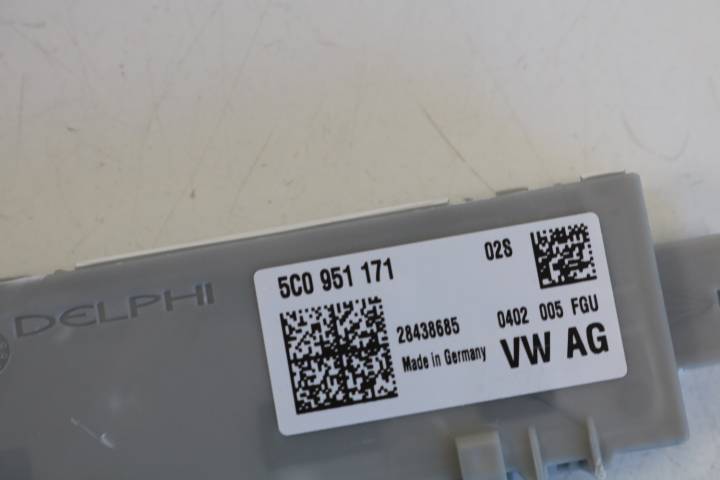 DELPHI
5C0 951 171
02S
28438685
0402 005 FGU
Made in Germany
VW AG